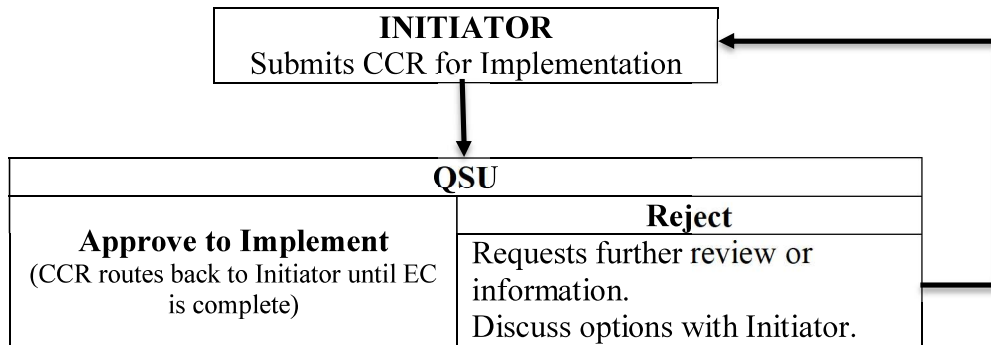 INITIATOR
Submits CCR for Implementation
QSU
Approve to Implement
(CCR routes back to Initiator until EC
is complete)
Reject
Requests further review or
information.
Discuss options with Initiator.